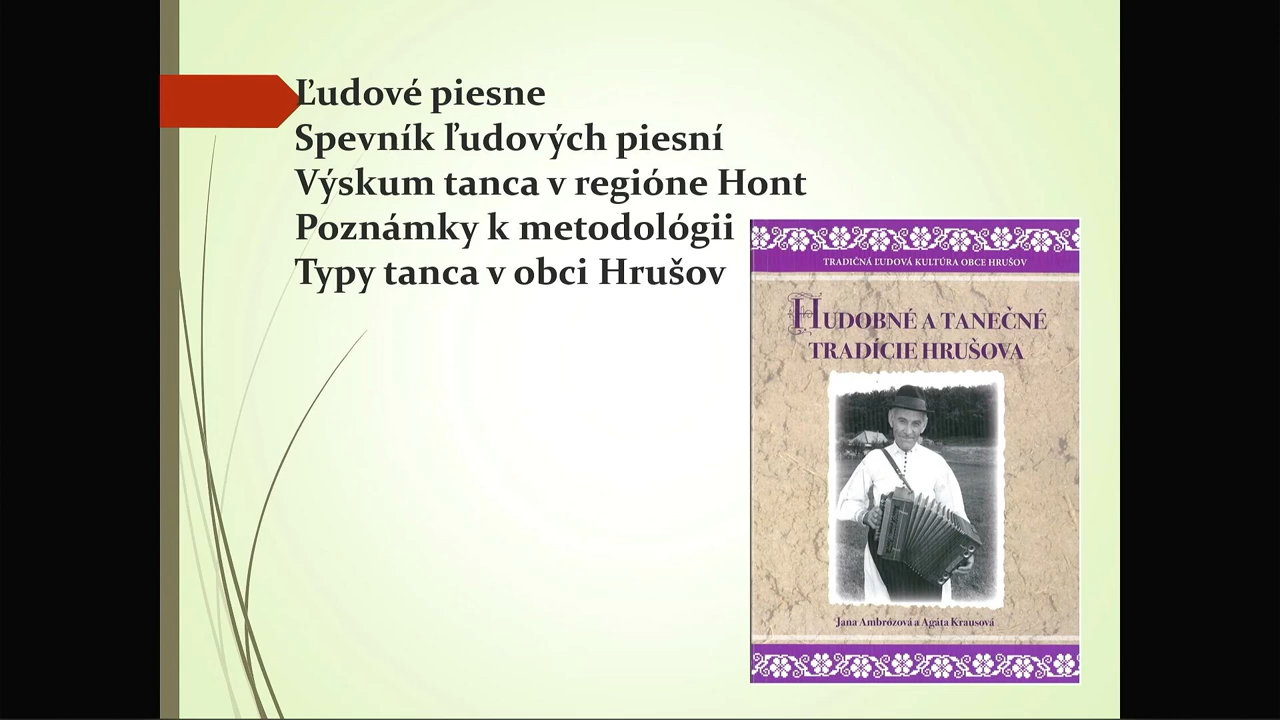 Ľudové piesne
Spevník ľudových piesní
Výskum tanca v regióne Hont
Poznámky k metodológii
Typy tanca v obci Hrušov
TRADIČNÁ ĽUDOVÁ KULTÚRA OBCE HRUŠOV
HUDOBNÉ A TANEČNÉ
TRADÍCIE HRUŠOVA
Jana Ambrózová a Agáta Krausová